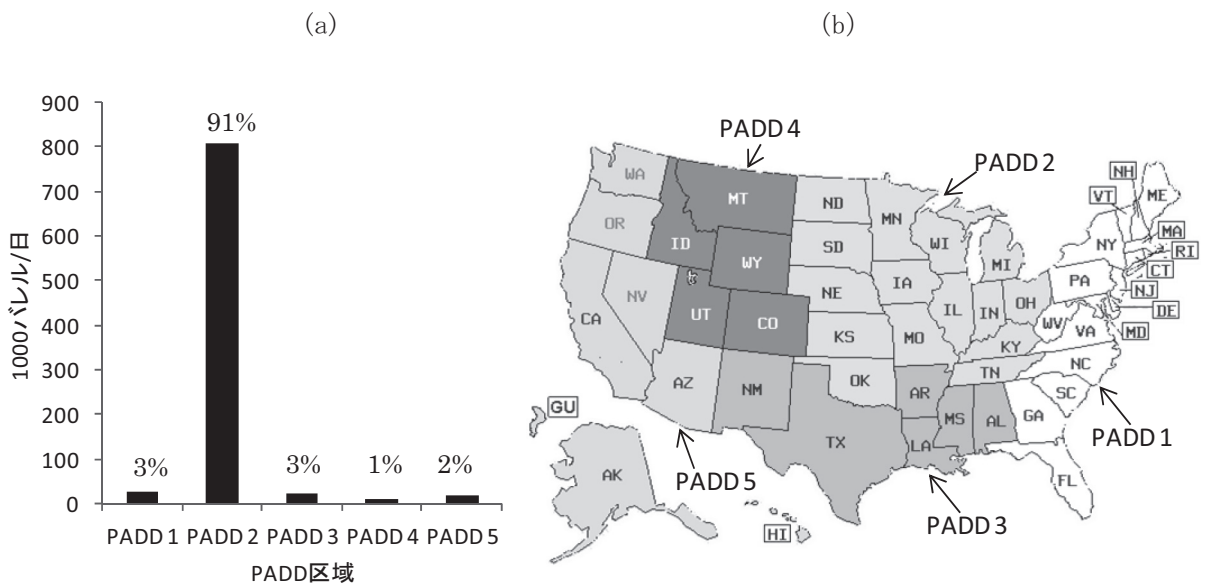 (a)
(b)
1000バレル/日
900
800
700
600
500
400
300
200
100
0
3%
91%
3%
1%
2%
PADD 1
PADD 2
PADD 3
PADD 4
PADD 5
PADD区域
PADD 4
PADD 2
PADD 1
PADD 3
PADD 5
WA
OR
CA
NV
ID
MT
WY
UT
CO
AZ
NM
ND
SD
NE
KS
OK
TX
MN
IA
MO
AR
LA
WI
IL
MI
IN
OH
KY
TN
MS
AL
GA
FL
SC
NC
VA
WV
PA
NY
VT
NH
ME
MA
RI
CT
NJ
DE
MD
GU
AK
HI